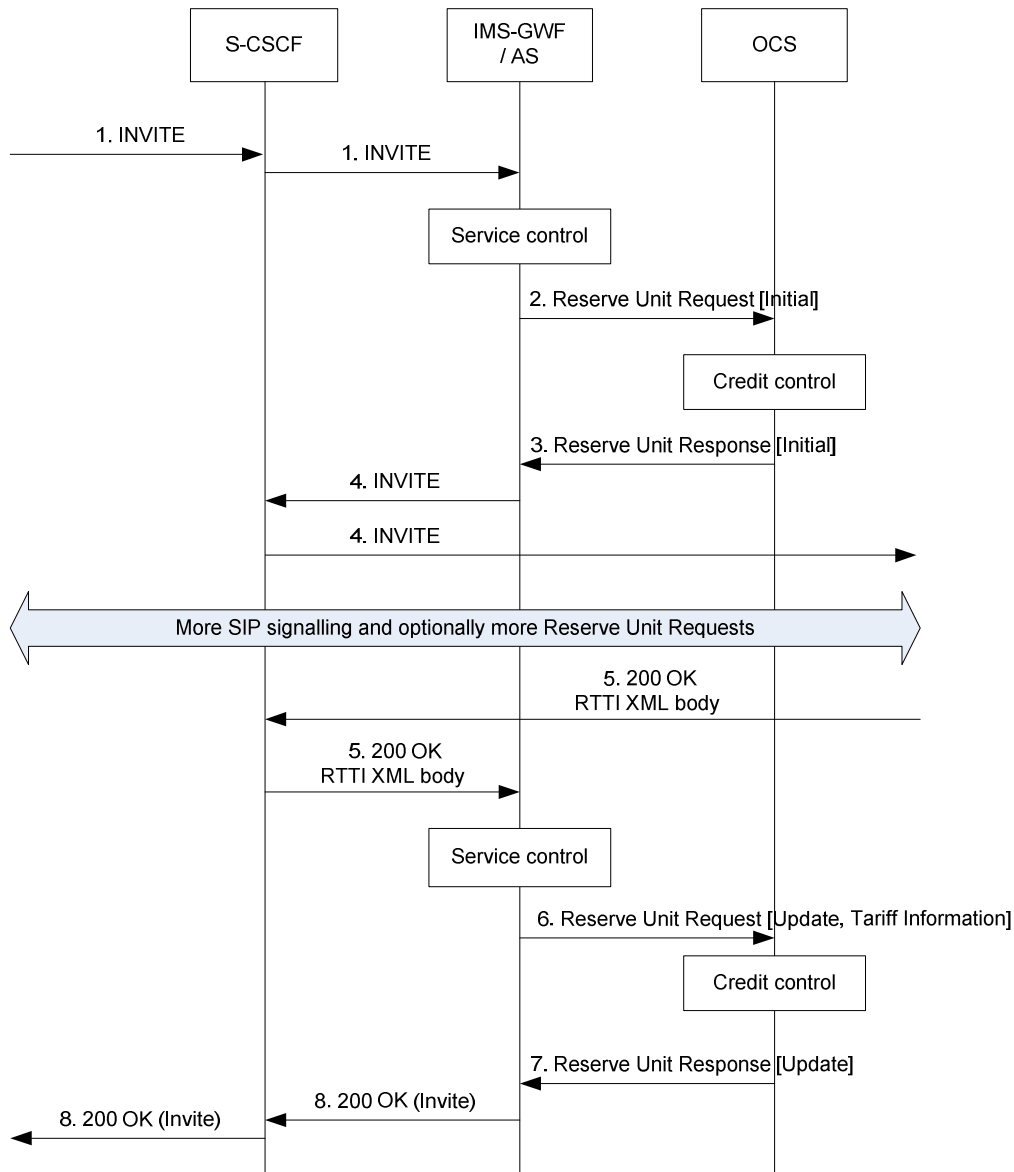 S-CSCF
IMS-GWF
/ AS
OCS
1. INVITE
1. INVITE
Service control
2. Reserve Unit Request [Initial]
Credit control
3. Reserve Unit Response [Initial]
4. INVITE
4. INVITE
More SIP signalling and optionally more Reserve Unit Requests
5. 200 OK
RTTI XML body
5. 200 OK
RTTI XML body
Service control
6. Reserve Unit Request [Update, Tariff Information]
Credit control
7. Reserve Unit Response [Update]
8. 200 OK (Invite)
8. 200 OK (Invite)